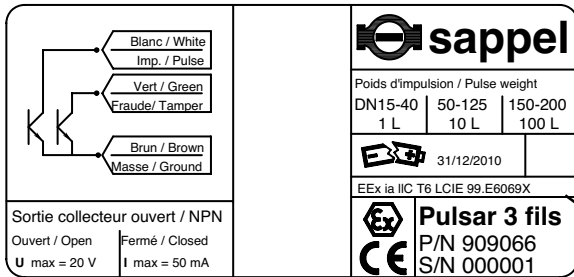 Blanc / White
Imp. / Pulse
Vert / Green
Fraude/ Tamper
Brun / Brown
Masse / Ground
Sortie collecteur ouvert / NPN
Ouvert / Open Fermé / Closed
U max = 20 V I max = 50 mA
sappel
Poids d'impulsion / Pulse weight
DN15-40 50-125 150-200
1 L 10 L 100 L
31/12/2010
EEx ia IIC T6 LCIE 99.E6069X
Pulsar 3 fils
P/N 909066
S/N 000001